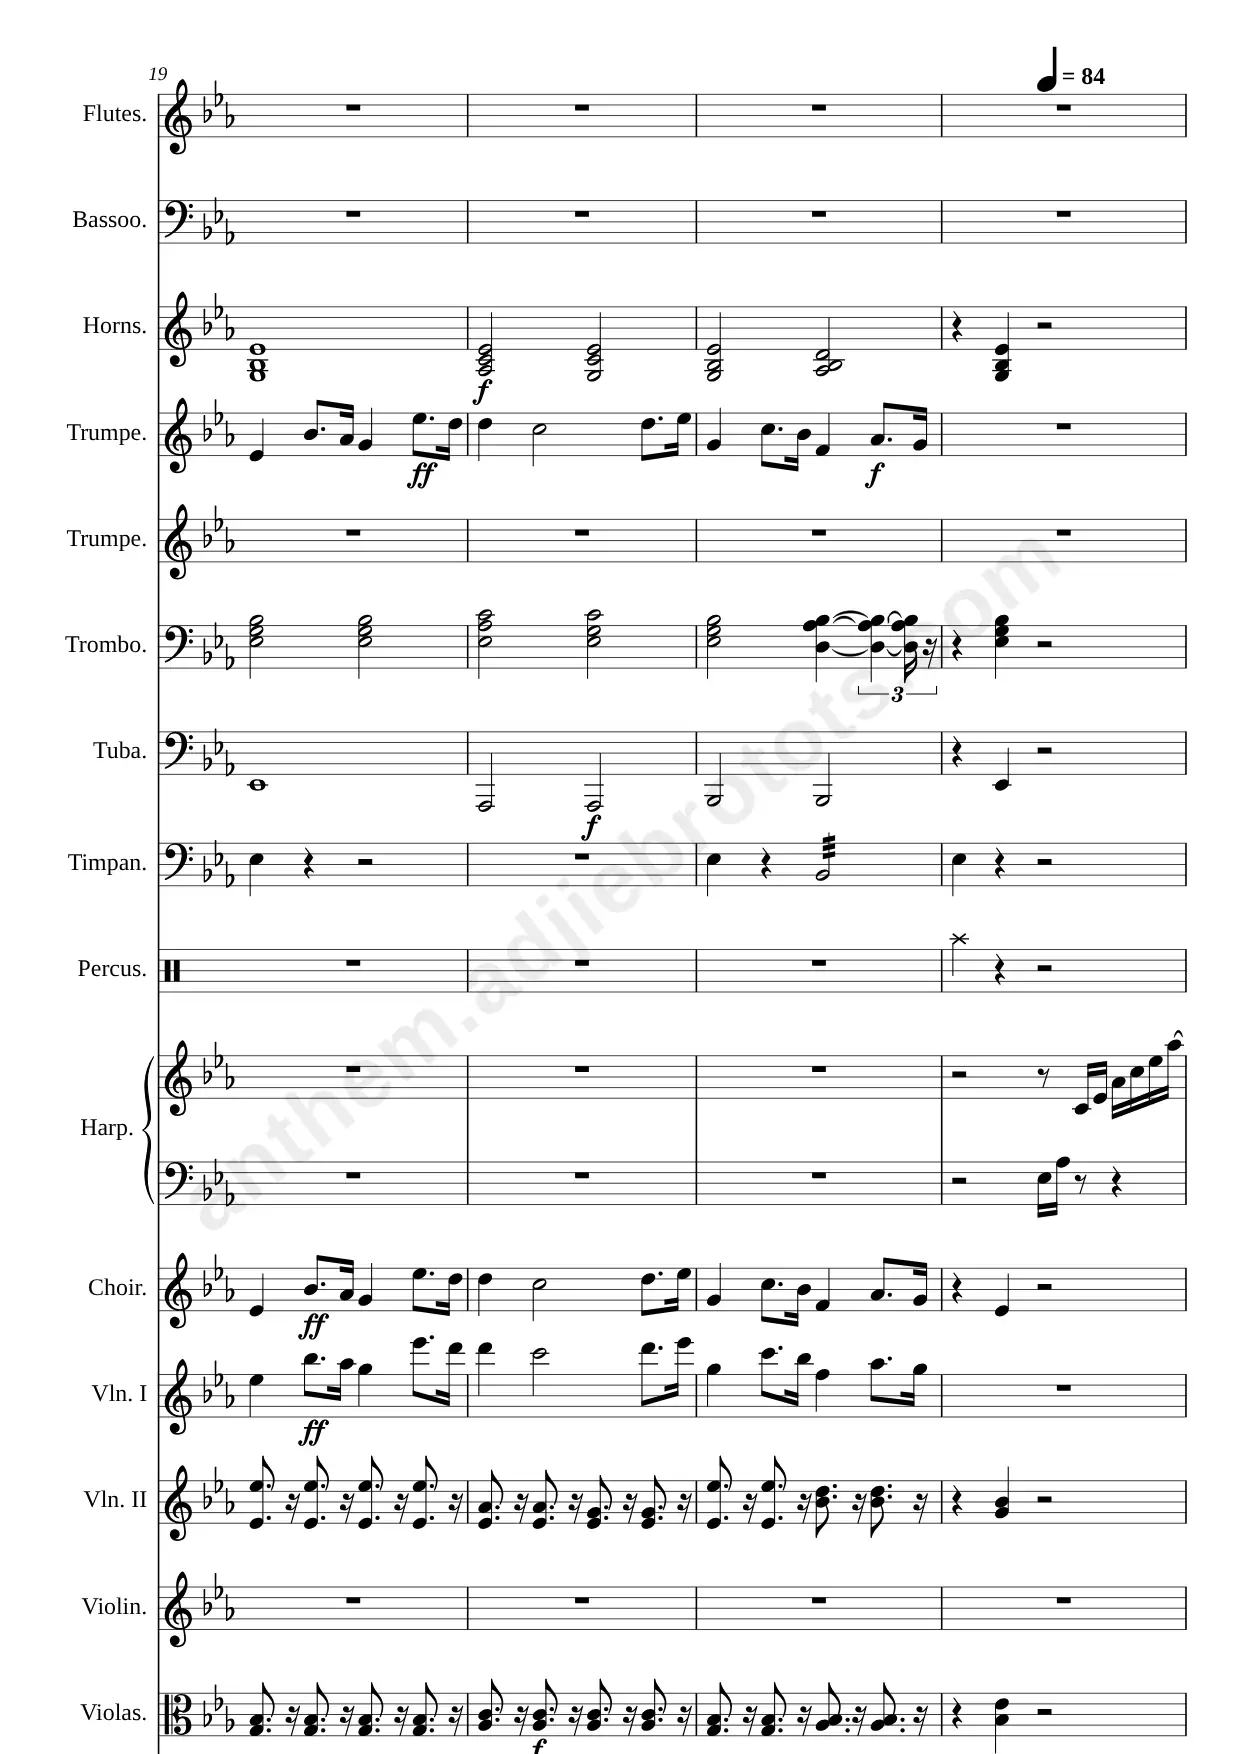 19
= 84
Flutes.
Bassoo.
Horns.
f
Trumpe.
ff
f
Trumpe.
Trombo.
3
Tuba.
f
Timpan.
Percus.
Harp.
anthem.adjiebrotots.com
Choir.
ff
Vln. I
ff
Vln. II
Violin.
Violas.
f